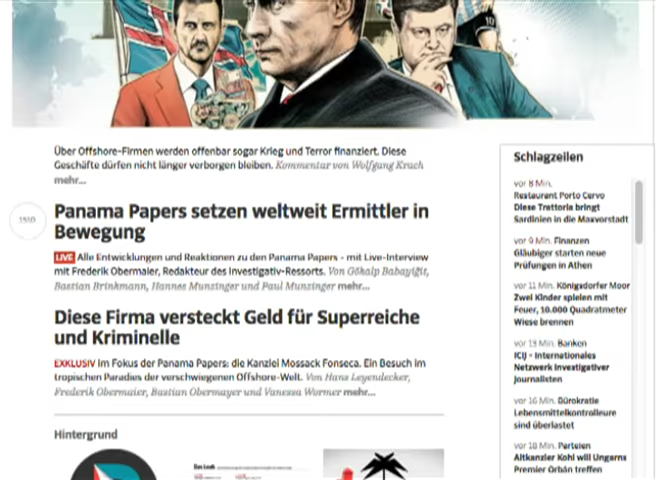 Über Offshore-Firmen werden offenbar sogar Krieg und Terror finanziert. Diese
Geschäfte dürfen nicht länger verborgen bleiben. Kommentar von Wolfgang Krach
mehr...
Panama Papers setzen weltweit Ermittler in
Bewegung
LIVE Alle Entwicklungen und Reaktionen zu den Panama Papers - mit Live-Interview
mit Frederik Obermaier, Redakteur des Investigativ-Ressorts. Von Gökalp Babayiğit,
Bastian Brinkmann, Hannes Munzinger und Paul Munzinger mehr...
Diese Firma versteckt Geld für Superreiche
und Kriminelle
EXKLUSIV Im Fokus der Panama Papers: die Kanzlei Mossack Fonseca. Ein Besuch im
tropischen Paradies der verschwiegenen Offshore-Welt. Von Hans Leyendecker,
Frederik Obermaier, Bastian Obermayer und Vanessa Wormer mehr...
Hintergrund
Schlagzeilen
vor 8 Min.
Restaurant Porto Cervo
Diese Trattoria bringt
Sardinien in die Maxvorstadt
vor 9 Min. Finanzen
Gläubiger starten neue
Prüfungen in Athen
vor 11 Min. Königsdorfer Moor
Zwei Kinder spielen mit
Feuer, 10.000 Quadratmeter
Wiese brennen
vor 13 Min. Banken
ICIJ - Internationales
Netzwerk investigativer
Journalisten
vor 16 Min. Bürokratie
Lebensmittelkontrolleure
sind überlastet
vor 18 Min. Parteien
Altkanzler Kohl will Ungarns
Premier Orbán treffen
10